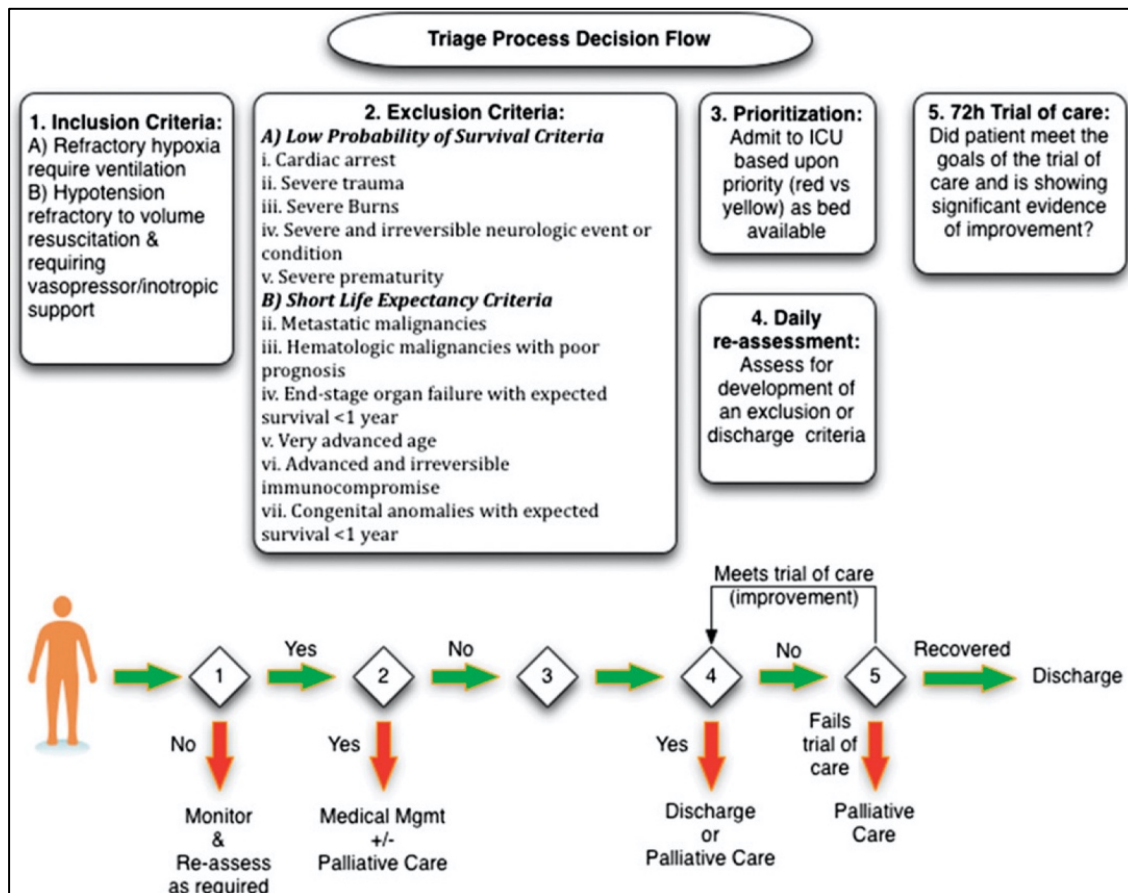 Triage Process Decision Flow
1. Inclusion Criteria:
A) Refractory hypoxia
require ventilation
B) Hypotension
refractory to volume
resuscitation &
requiring
vasopressor/inotropic
support
2. Exclusion Criteria:
A) Low Probability of Survival Criteria
i. Cardiac arrest
ii. Severe trauma
iii. Severe Burns
iv. Severe and irreversible neurologic event or
condition
v. Severe prematurity
B) Short Life Expectancy Criteria
ii. Metastatic malignancies
iii. Hematologic malignancies with poor
prognosis
iv. End-stage organ failure with expected
survival <1 year
v. Very advanced age
vi. Advanced and irreversible
immunocompromise
vii. Congenital anomalies with expected
survival <1 year
3. Prioritization:
Admit to ICU
based upon
priority (red vs
yellow) as bed
available
4. Daily
re-assessment:
Assess for
development of
an exclusion or
discharge criteria
5. 72h Trial of care:
Did patient meet the
goals of the trial of
care and is showing
significant evidence
of improvement?
Meets trial of care
(improvement)
1
Yes
2
No
3
4
No
5
Recovered
Discharge
No
Monitor
&
Re-assess
as required
Yes
Medical Mgmt
+/-
Palliative Care
Yes
Discharge
or
Palliative Care
Fails
trial of
care
Palliative
Care